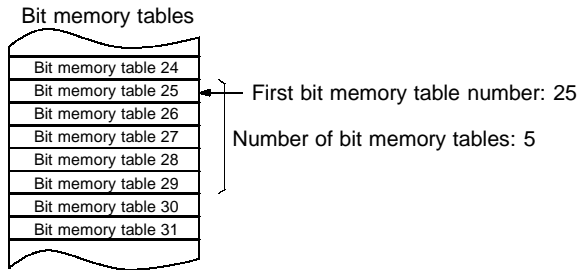 Bit memory tables
Bit memory table 24
Bit memory table 25
First bit memory table number: 25
Bit memory table 26
Bit memory table 27
Number of bit memory tables: 5
Bit memory table 28
Bit memory table 29
Bit memory table 30
Bit memory table 31